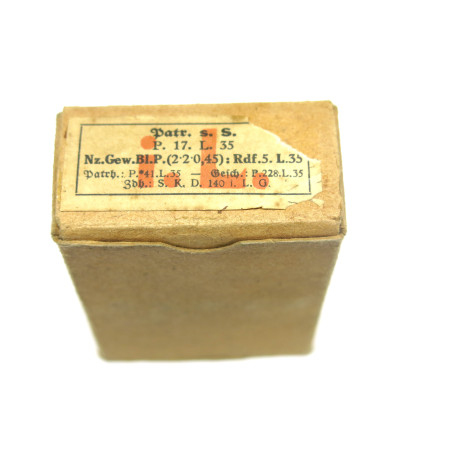 Patr. s. S.
P. 17. L. 35
Nz.Gew.Bl.P.(2·2·0,45): Rdf.5.L.35
Patrh.: P.*41.L.35 — Gesch.: P.228.L.35
Zdh.: S. K. D. 140 i. L. O.
i. L.